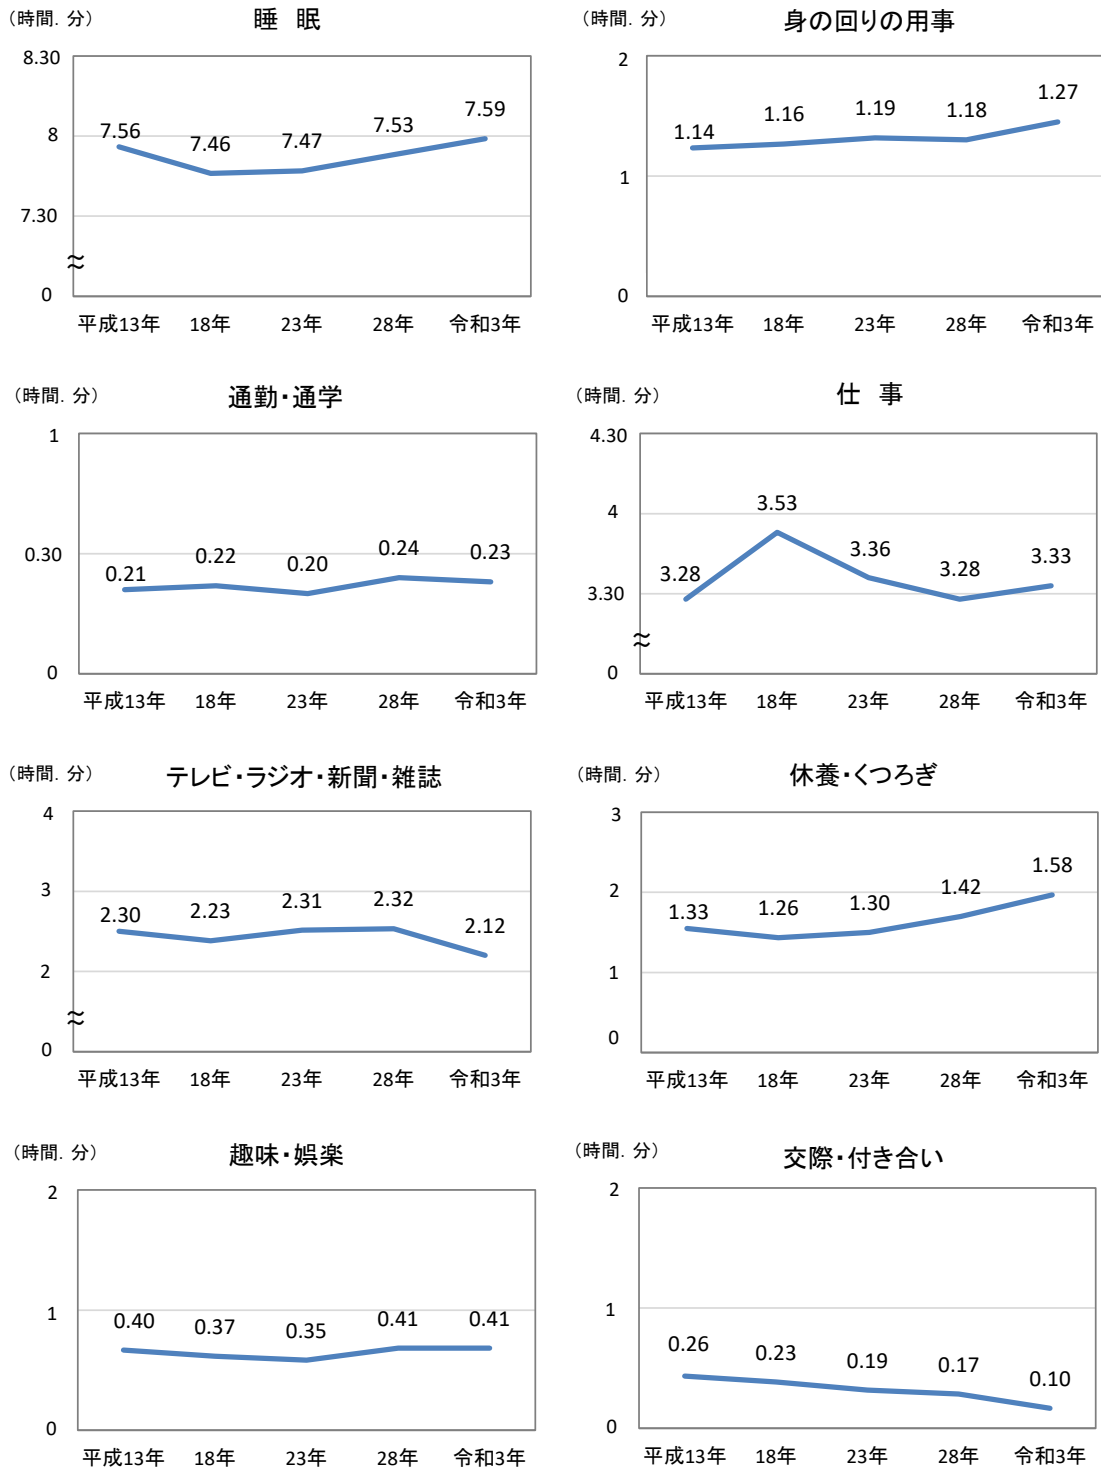 （時間. 分）
睡　眠
8.30
8
7.30
0
7.56
7.46
7.47
7.53
7.59
平成13年 18年 23年 28年 令和3年
（時間. 分）
身の回りの用事
2
1
0
1.14
1.16
1.19
1.18
1.27
平成13年 18年 23年 28年 令和3年
（時間. 分）
通勤・通学
1
0.30
0
0.21
0.22
0.20
0.24
0.23
平成13年 18年 23年 28年 令和3年
（時間. 分）
仕　事
4.30
4
3.30
0
3.28
3.53
3.36
3.28
3.33
平成13年 18年 23年 28年 令和3年
（時間. 分）
テレビ・ラジオ・新聞・雑誌
4
3
2
0
2.30
2.23
2.31
2.32
2.12
平成13年 18年 23年 28年 令和3年
（時間. 分）
休養・くつろぎ
3
2
1
0
1.33
1.26
1.30
1.42
1.58
平成13年 18年 23年 28年 令和3年
（時間. 分）
趣味・娯楽
2
1
0
0.40
0.37
0.35
0.41
0.41
平成13年 18年 23年 28年 令和3年
（時間. 分）
交際・付き合い
2
1
0
0.26
0.23
0.19
0.17
0.10
平成13年 18年 23年 28年 令和3年